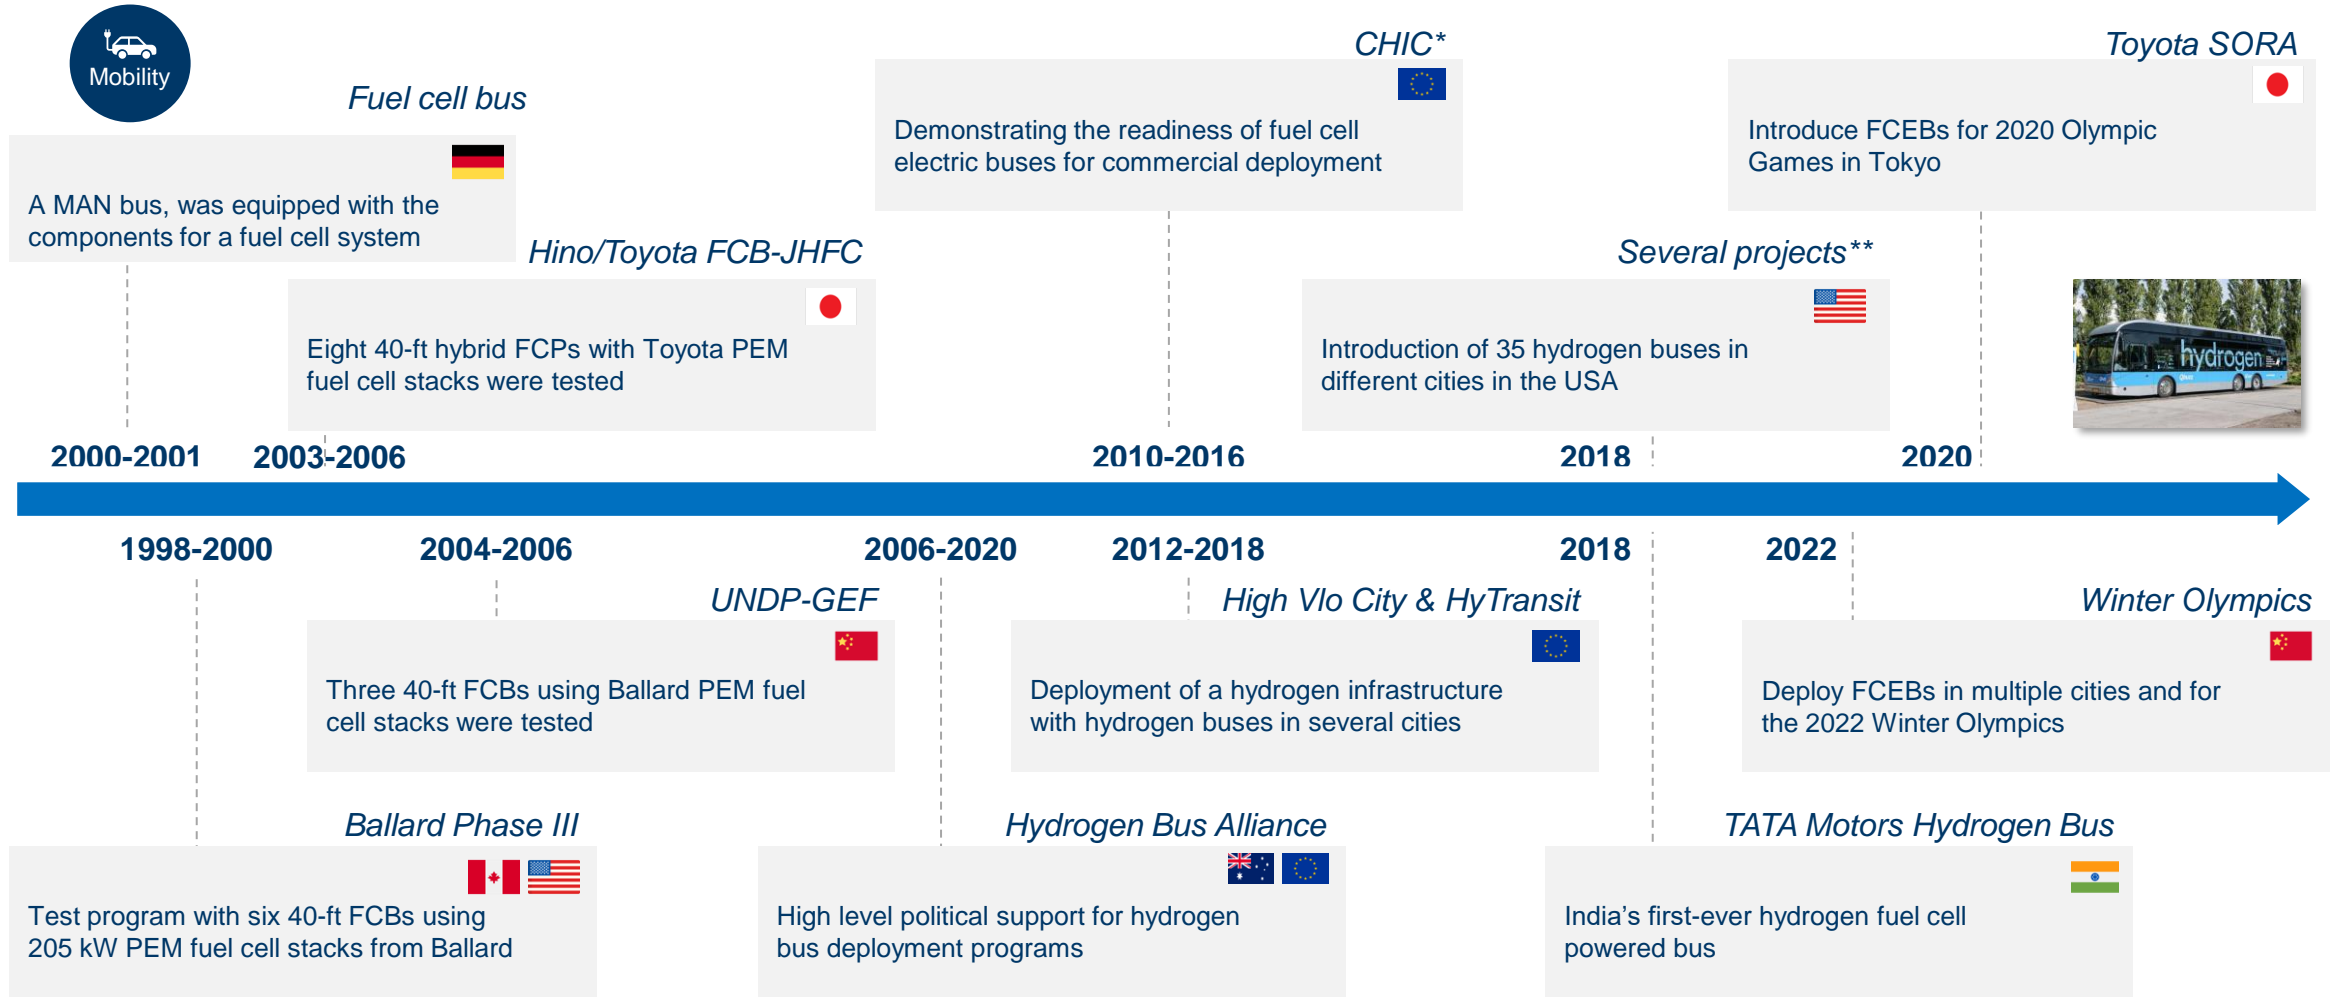 Mobility
Fuel cell bus
A MAN bus, was equipped with the
components for a fuel cell system
Hino/Toyota FCB-JHFC
Eight 40-ft hybrid FCPs with Toyota PEM
fuel cell stacks were tested
CHIC*
Demonstrating the readiness of fuel cell
electric buses for commercial deployment
Several projects**
Introduction of 35 hydrogen buses in
different cities in the USA
Toyota SORA
Introduce FCEBs for 2020 Olympic
Games in Tokyo
hydrogen
2000-2001
2003-2006
2010-2016
2018
2020
1998-2000
2004-2006
2006-2020
2012-2018
2018
2022
UNDP-GEF
Three 40-ft FCBs using Ballard PEM fuel
cell stacks were tested
High Vlo City & HyTransit
Deployment of a hydrogen infrastructure
with hydrogen buses in several cities
Winter Olympics
Deploy FCEBs in multiple cities and for
the 2022 Winter Olympics
Ballard Phase III
Test program with six 40-ft FCBs using
205 kW PEM fuel cell stacks from Ballard
Hydrogen Bus Alliance
High level political support for hydrogen
bus deployment programs
TATA Motors Hydrogen Bus
India's first-ever hydrogen fuel cell
powered bus